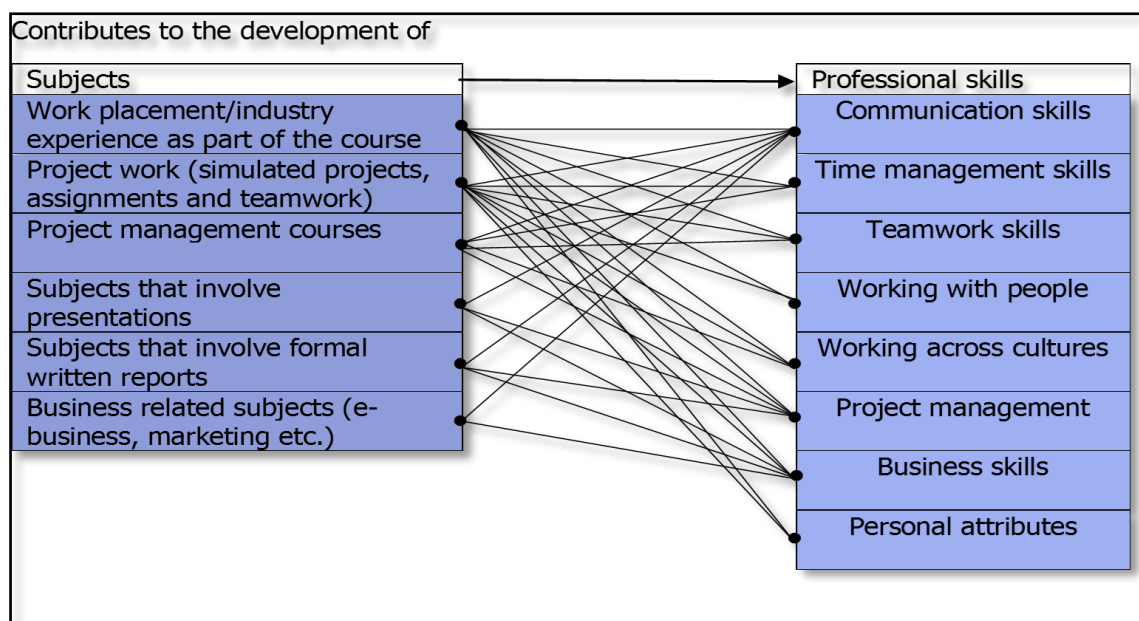 Contributes to the development of
Subjects
Work placement/industry
experience as part of the course
Project work (simulated projects,
assignments and teamwork)
Project management courses
Subjects that involve
presentations
Subjects that involve formal
written reports
Business related subjects (e-
business, marketing etc.)
Professional skills
Communication skills
Time management skills
Teamwork skills
Working with people
Working across cultures
Project management
Business skills
Personal attributes